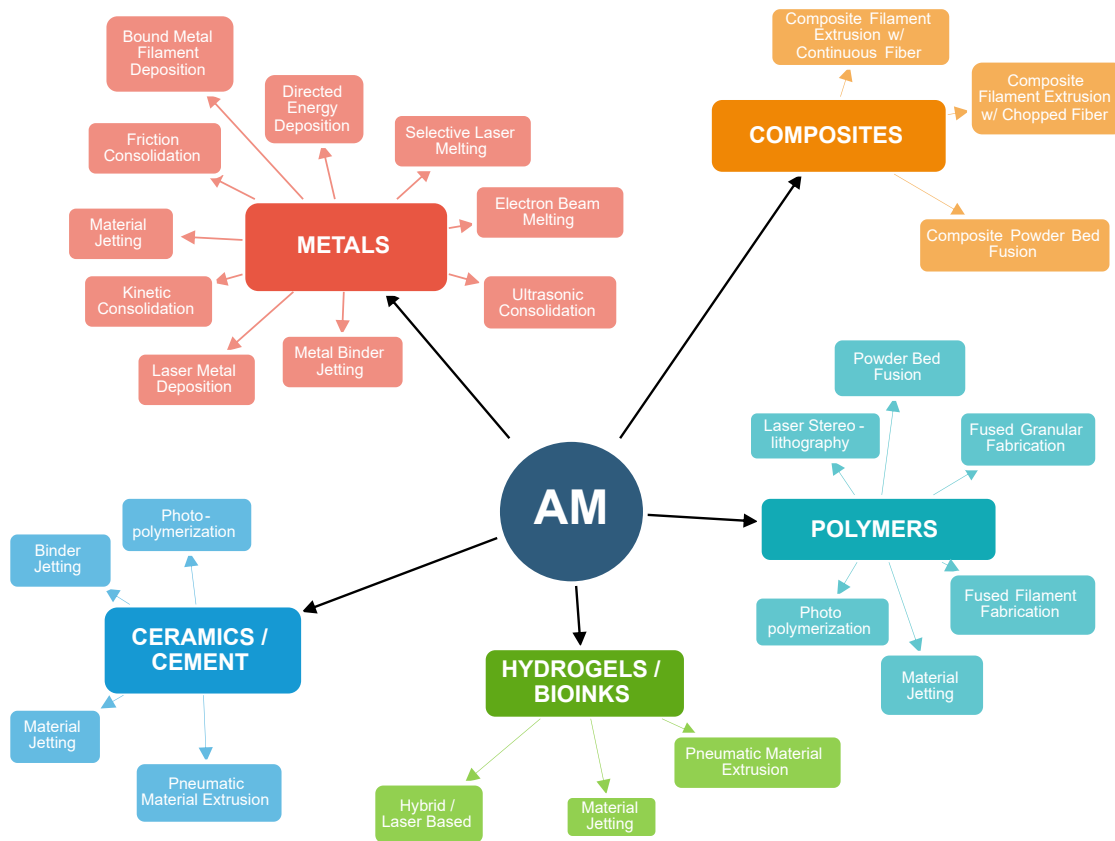 Bound Metal
Filament
Deposition
Directed
Energy
Deposition
Selective Laser
Melting
Friction
Consolidation
Electron Beam
Melting
Material
Jetting
METALS
Kinetic
Consolidation
Ultrasonic
Consolidation
Laser Metal
Deposition
Metal Binder
Jetting
Composite Filament
Extrusion w/
Continuous Fiber
Composite
Filament Extrusion
w/ Chopped Fiber
COMPOSITES
Composite Powder Bed
Fusion
AM
Powder Bed
Fusion
Laser Stereo -
lithography
Fused Granular
Fabrication
POLYMERS
Photo
polymerization
Fused Filament
Fabrication
Material
Jetting
Photo-
polymerization
Binder
Jetting
CERAMICS /
CEMENT
Material
Jetting
Pneumatic
Material Extrusion
HYDROGELS /
BIOINKS
Pneumatic Material
Extrusion
Hybrid /
Laser Based
Material
Jetting